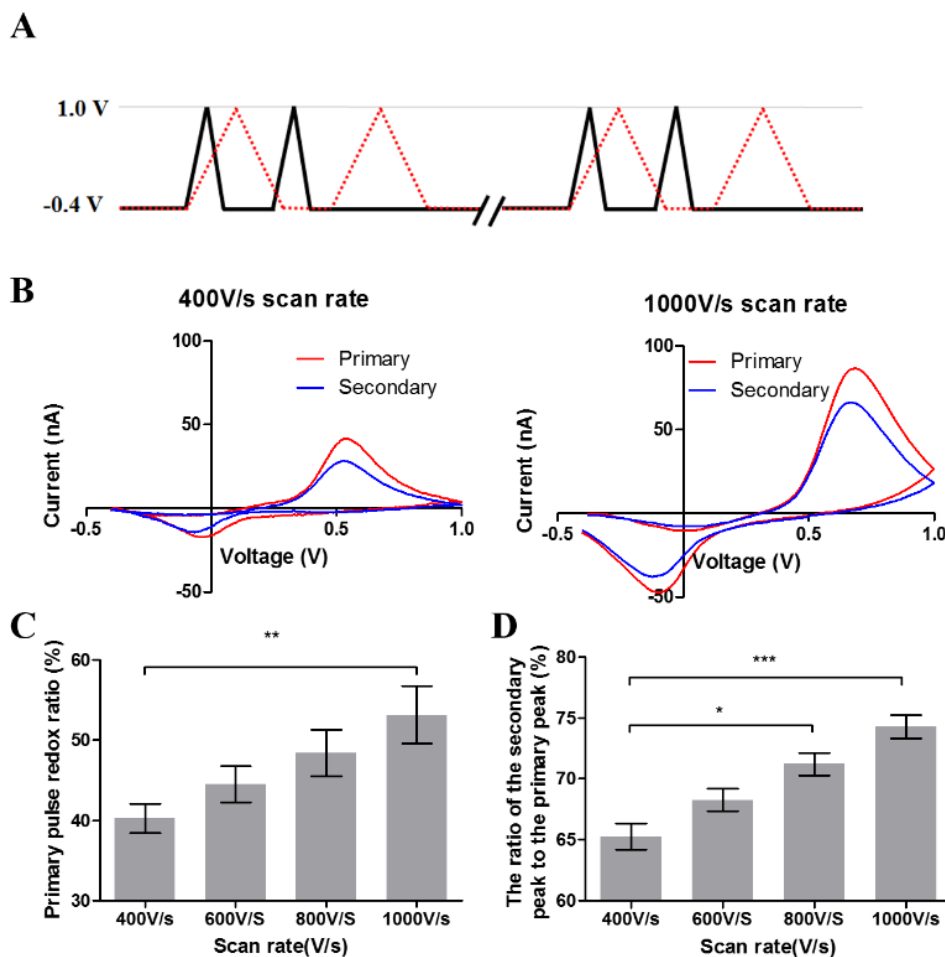 A
1.0 V
-0.4 V
B
400V/s scan rate
100
Primary
Secondary
50
Current (nA)
-0.5
0.5
1.0
Voltage (V)
-50
1000V/s scan rate
100
Primary
Secondary
50
Current (nA)
-0.5
0.5
1.0
Voltage (V)
-50
C
**
60
50
40
30
Primary pulse redox ratio (%)
400V/s
600V/S
800V/S
1000V/s
Scan rate(V/s)
D
***
*
80
75
70
65
60
The ratio of the secondary
peak to the primary peak (%)
400V/s
600V/S
800V/S
1000V/s
Scan rate(V/s)